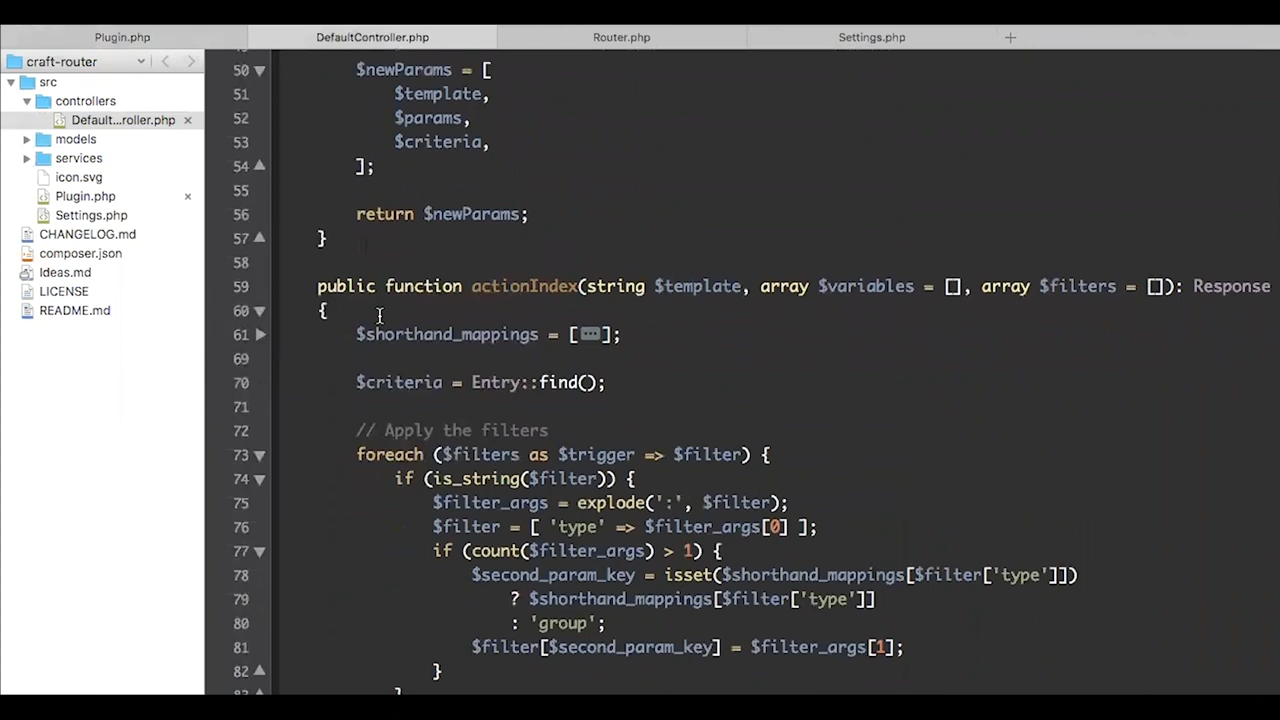 Plugin.php DefaultController.php Router.php Settings.php
craft-router
src
controllers
Default...roller.php
models
services
icon.svg
Plugin.php
Settings.php
CHANGELOG.md
composer.json
Ideas.md
LICENSE
README.md
50 $newParams = [
51 $template,
52 $params,
53 $criteria,
54 ];
55
56 return $newParams;
57 }
58
59 public function actionIndex(string $template, array $variables = [], array $filters = []): Response
60 {
61 $shorthand_mappings = [...];
69
70 $criteria = Entry::find();
71
72 // Apply the filters
73 foreach ($filters as $trigger => $filter) {
74 if (is_string($filter)) {
75 $filter_args = explode(':', $filter);
76 $filter = [ 'type' => $filter_args[0] ];
77 if (count($filter_args) > 1) {
78 $second_param_key = isset($shorthand_mappings[$filter['type']])
79 ? $shorthand_mappings[$filter['type']]
80 : 'group';
81 $filter[$second_param_key] = $filter_args[1];
82 }